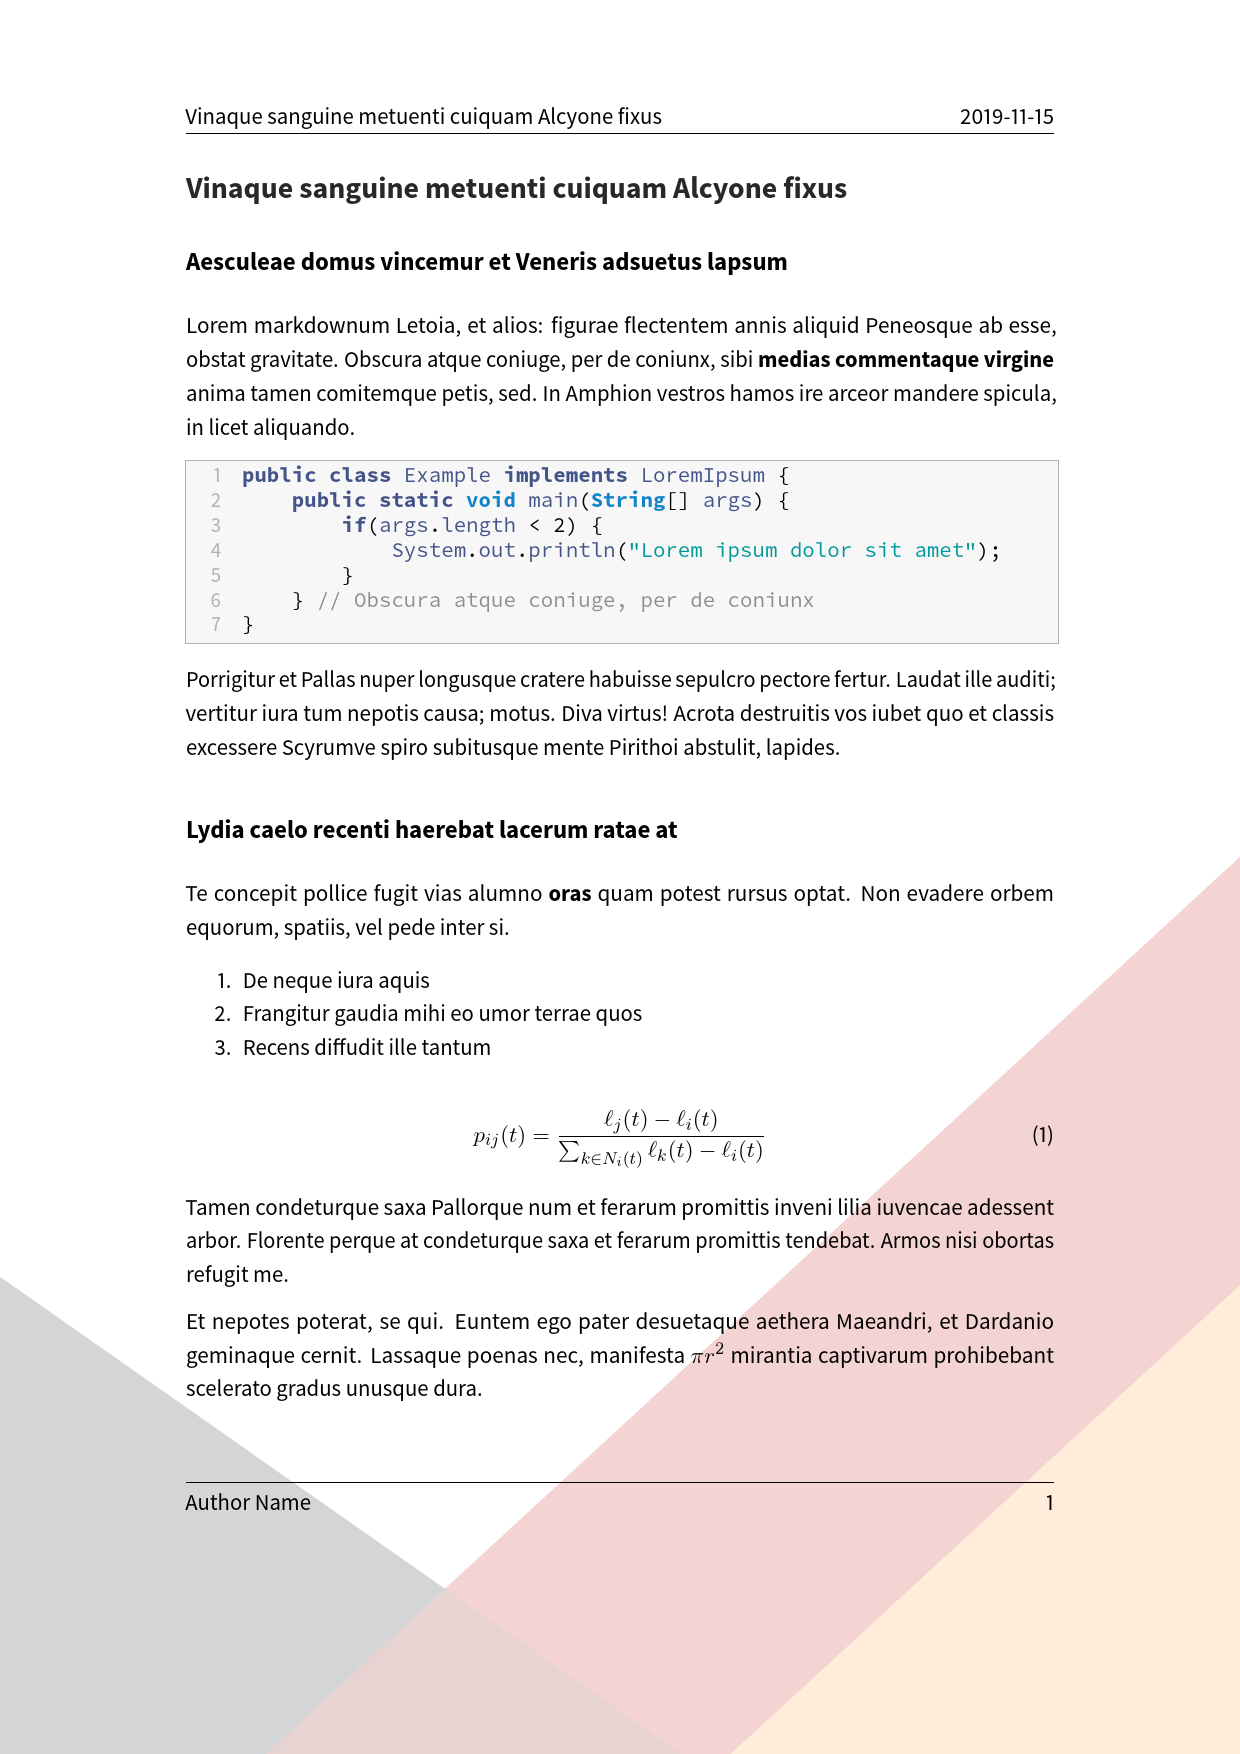 Vinaque sanguine metuenti cuiquam Alcyone fixus 2019-11-15
Vinaque sanguine metuenti cuiquam Alcyone fixus
Aesculeae domus vincemur et Veneris adsuetus lapsum
Lorem markdownum Letoia, et alios: figurae flectentem annis aliquid Peneosque ab esse,
obstat gravitate. Obscura atque coniuge, per de coniunx, sibi medias commentaque virgine
anima tamen comitemque petis, sed. In Amphion vestros hamos ire arceor mandere spicula,
in licet aliquando.
1 public class Example implements LoremIpsum {
2     public static void main(String[] args) {
3         if(args.length < 2) {
4             System.out.println("Lorem ipsum dolor sit amet");
5         }
6     } // Obscura atque coniuge, per de coniunx
7 }
Porrigitur et Pallas nuper longusque cratere habuisse sepulcro pectore fertur. Laudat ille auditi;
vertitur iura tum nepotis causa; motus. Diva virtus! Acrota destruitis vos iubet quo et classis
excessere Scyrumve spiro subitusque mente Pirithoi abstulit, lapides.
Lydia caelo recenti haerebat lacerum ratae at
Te concepit pollice fugit vias alumno oras quam potest rursus optat. Non evadere orbem
equorum, spatiis, vel pede inter si.
1. De neque iura aquis
2. Frangitur gaudia mihi eo umor terrae quos
3. Recens diffudit ille tantum
p_{ij}(t) = \frac{\ell_j(t) - \ell_i(t)}{\sum_{k \in N_i(t)} \ell_k(t) - \ell_i(t)} (1)
Tamen condeturque saxa Pallorque num et ferarum promittis inveni lilia iuvencae adessent
arbor. Florente perque at condeturque saxa et ferarum promittis tendebat. Armos nisi obortas
refugit me.
Et nepotes poterat, se qui. Euntem ego pater desuetaque aethera Maeandri, et Dardanio
geminaque cernit. Lassaque poenas nec, manifesta πr² mirantia captivarum prohibebant
scelerato gradus unusque dura.
Author Name 1